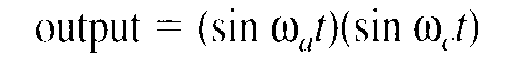 output = (sin ω_a t)(sin ω_c t)